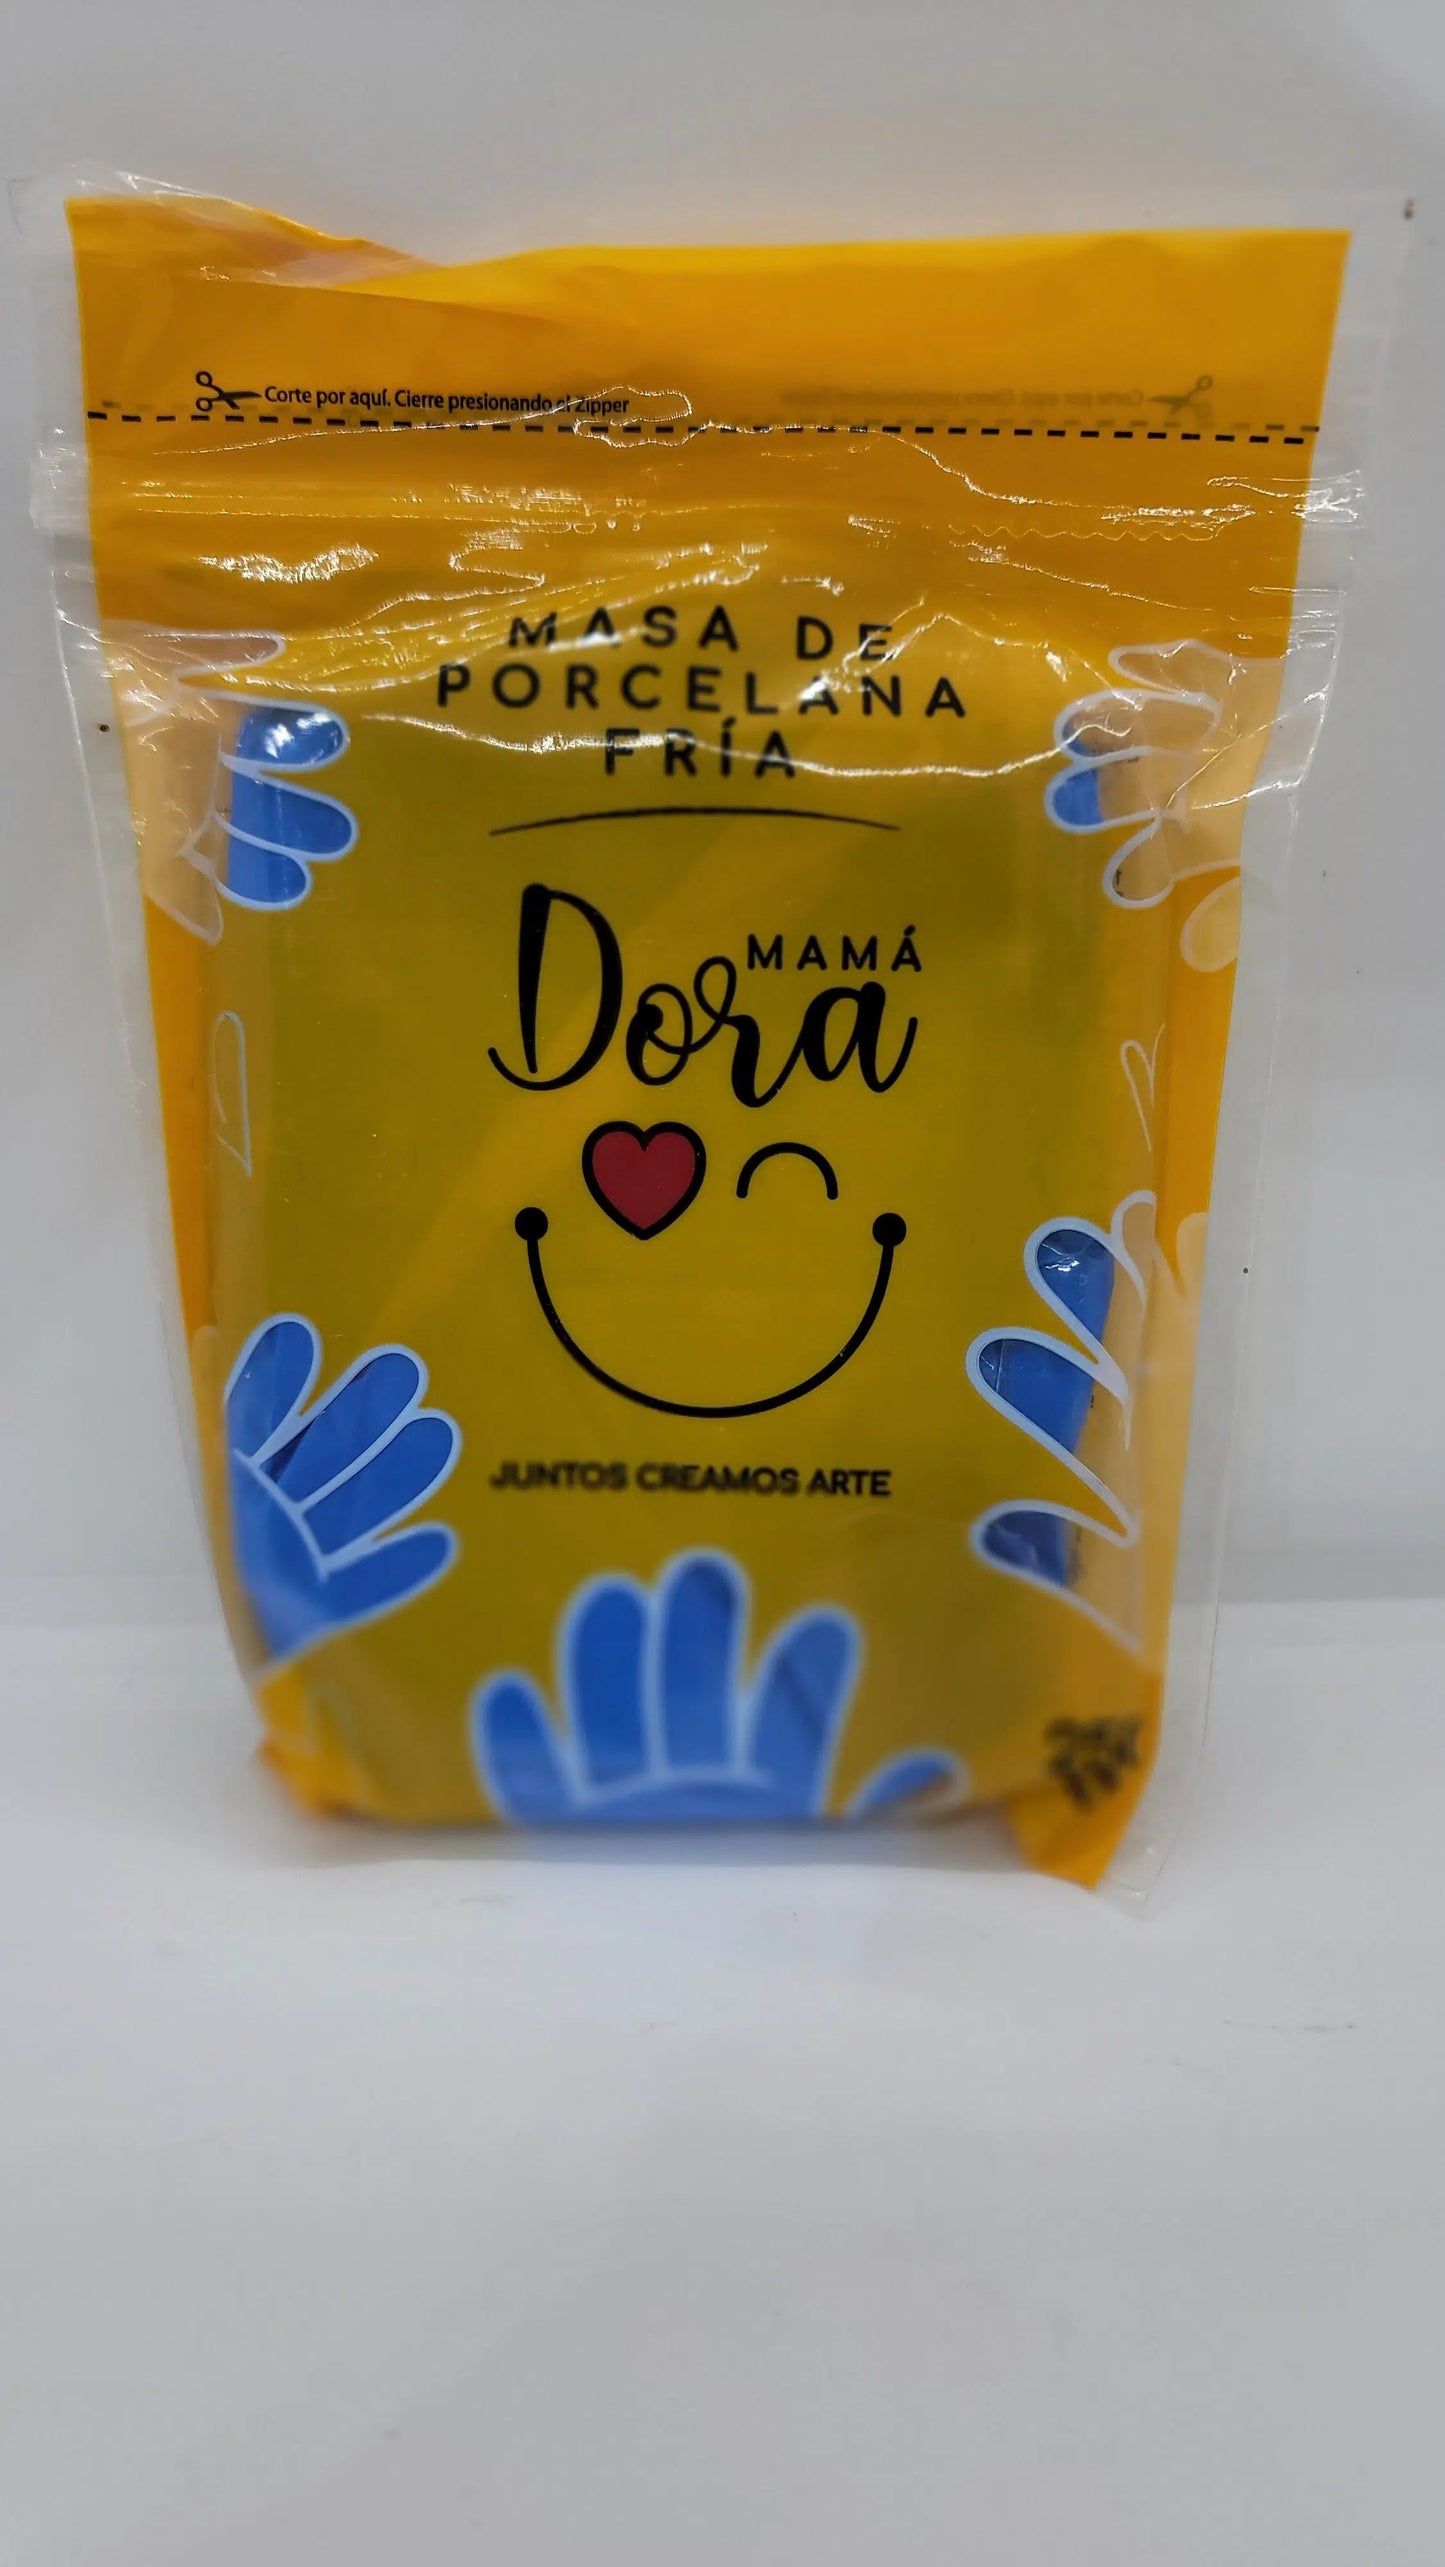 Corte por aquí. Cierre presionando el Zipper
MASA DE
PORCELANA
FRÍA
MAMÁ
Dora
JUNTOS CREAMOS ARTE